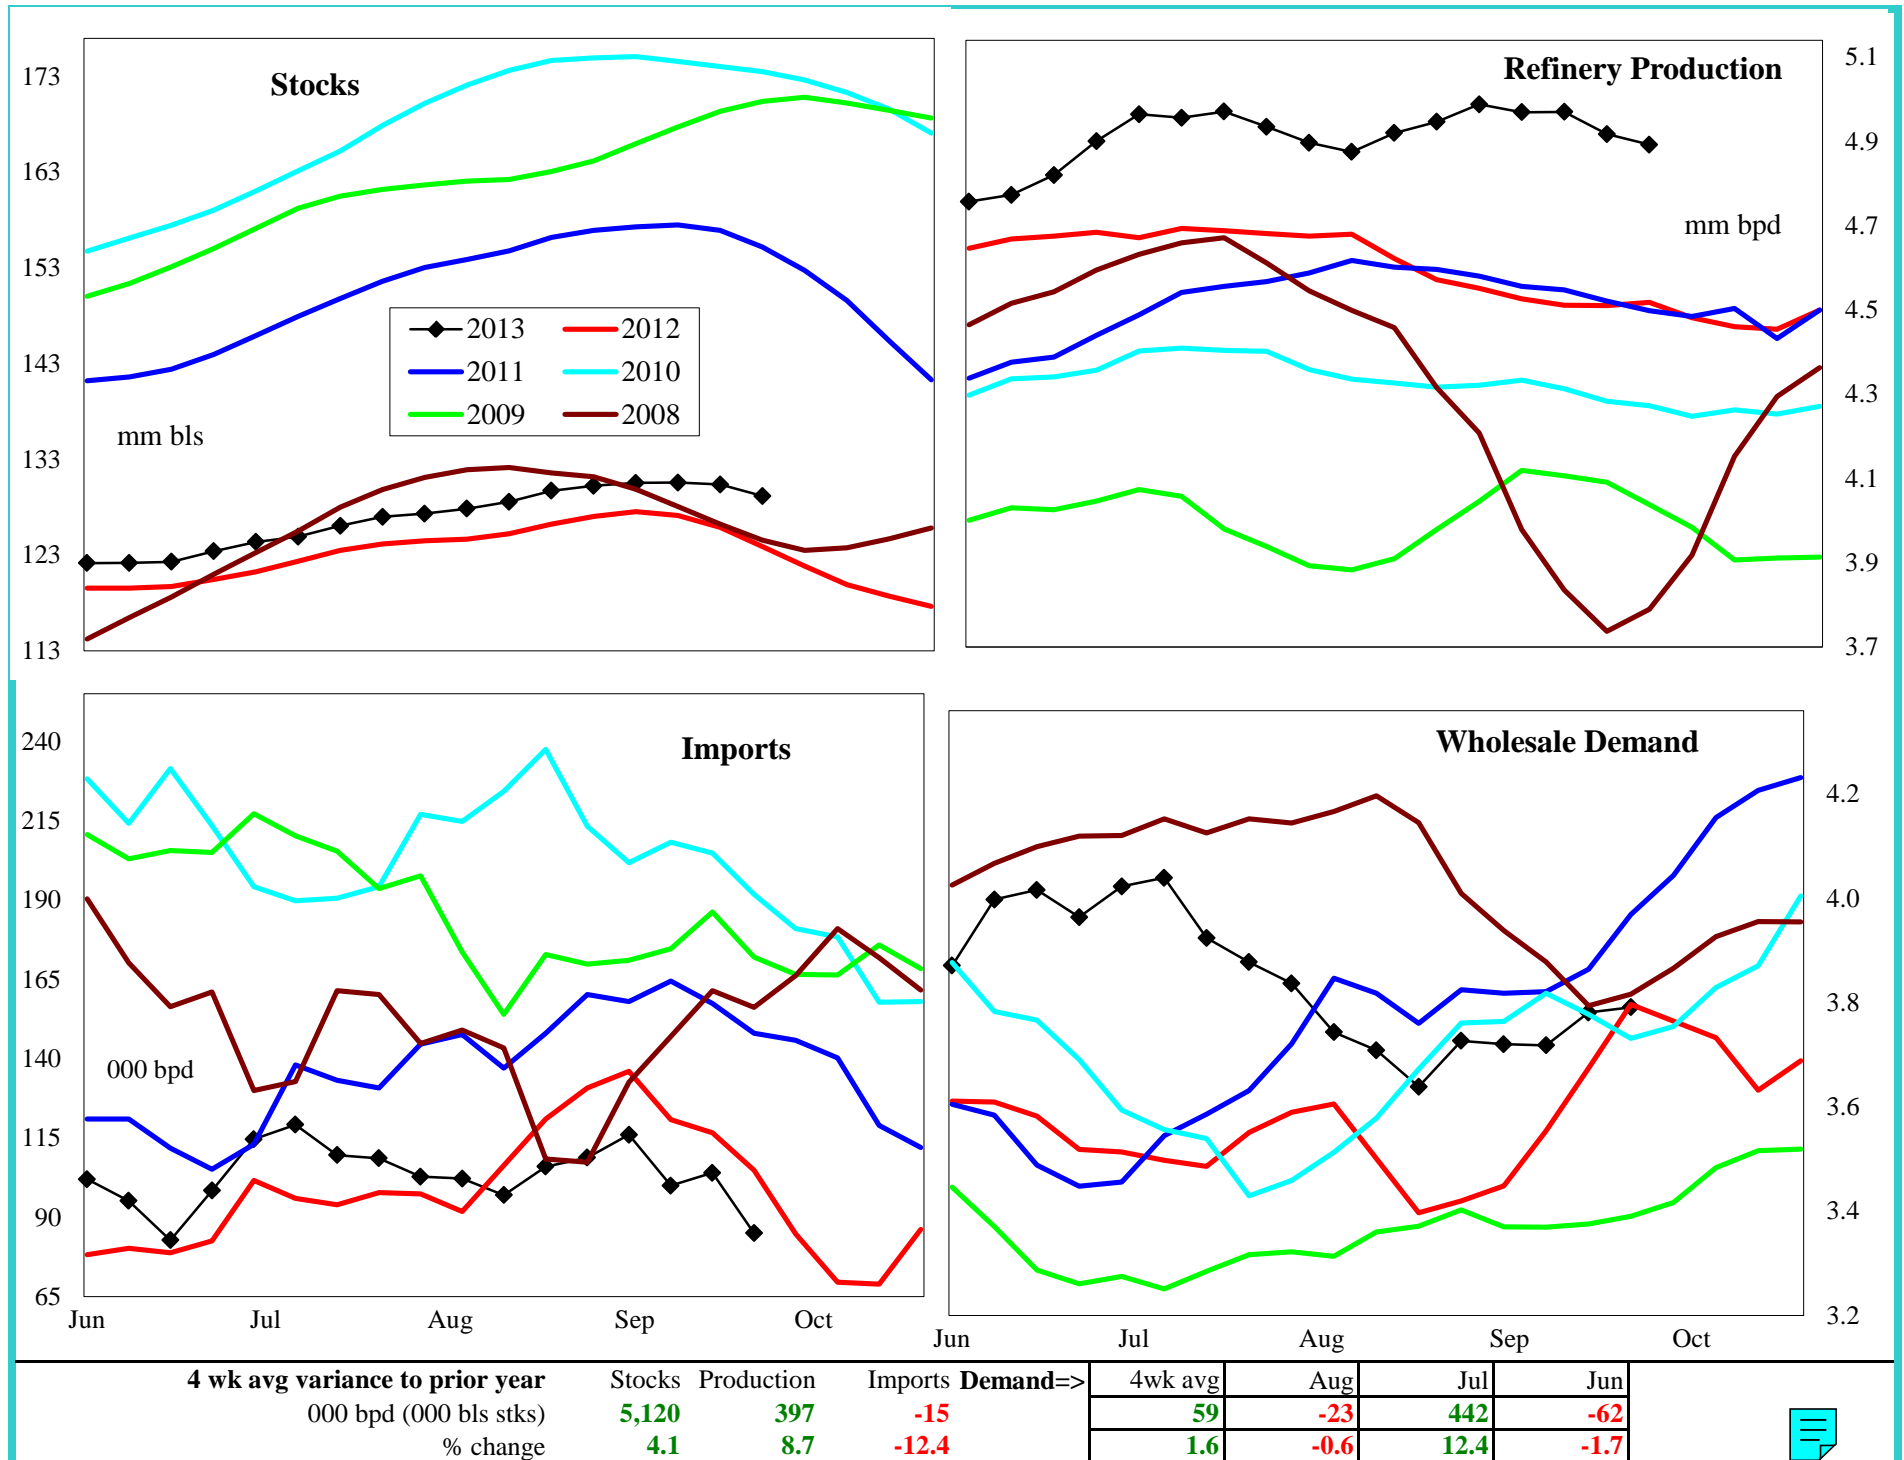 Stocks
173
163
153
143
133
123
113
mm bls
2013 2012
2011 2010
2009 2008
Refinery Production
mm bpd
5.1
4.9
4.7
4.5
4.3
4.1
3.9
3.7
Imports
240
215
190
165
140
115
90
65
000 bpd
Jun Jul Aug Sep Oct
Wholesale Demand
4.2
4.0
3.8
3.6
3.4
3.2
Jun Jul Aug Sep Oct
4 wk avg variance to prior year Stocks Production Imports Demand=> 4wk avg Aug Jul Jun
000 bpd (000 bls stks) 5,120 397 -15 59 -23 442 -62
% change 4.1 8.7 -12.4 1.6 -0.6 12.4 -1.7